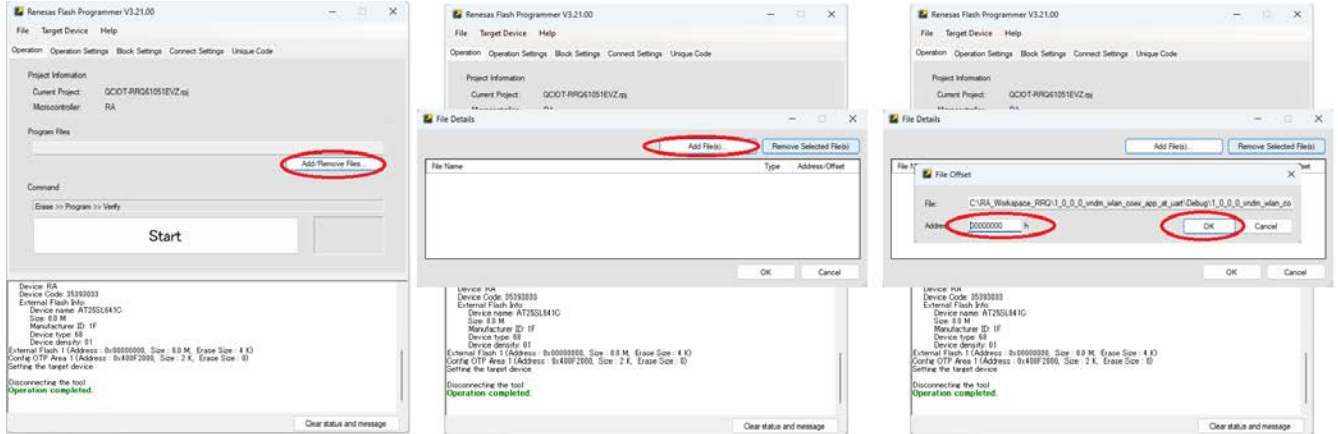 Renesas Flash Programmer V3.21.00
File Target Device Help
Operation Operation Settings Block Settings Connect Settings Unique Code
Project Information
Current Project: QCIOT-RRQ61051EVZ.rpj
Microcontroller: RA
Program Files
Add/Remove Files...
Command
Erase >> Program >> Verify
Start
Device: RA
Device Code: 35393033
External Flash Info:
Device name: AT25SL641C
Size: 8.0 M
Manufacturer ID: 1F
Device type: 68
Device density: 01
External Flash 1 (Address : 0x00000000, Size : 8.0 M, Erase Size : 4 K)
Config OTP Area 1 (Address : 0x400F2000, Size : 2 K, Erase Size : 0)
Setting the target device
Disconnecting the tool
Operation completed.
Clear status and message
Renesas Flash Programmer V3.21.00
File Target Device Help
Operation Operation Settings Block Settings Connect Settings Unique Code
Project Information
Current Project: QCIOT-RRQ61051EVZ.rpj
File Details
Add File(s)... Remove Selected File(s)
File Name Type Address/Offset
OK Cancel
Device Code: 35393033
External Flash Info:
Device name: AT25SL641C
Size: 8.0 M
Manufacturer ID: 1F
Device type: 68
Device density: 01
External Flash 1 (Address : 0x00000000, Size : 8.0 M, Erase Size : 4 K)
Config OTP Area 1 (Address : 0x400F2000, Size : 2 K, Erase Size : 0)
Setting the target device
Disconnecting the tool
Operation completed.
Clear status and message
Renesas Flash Programmer V3.21.00
File Target Device Help
Operation Operation Settings Block Settings Connect Settings Unique Code
Project Information
Current Project: QCIOT-RRQ61051EVZ.rpj
File Details
Add File(s)... Remove Selected File(s)
File Offset
File: C:\RA_Workspace_RRQ\1_0_0_0_vndm_wlan_coex_app_at_uart\Debug\1_0_0_0_vndm_wlan_co
Address 00000000 h OK Cancel
OK Cancel
Device Code: 35393033
External Flash Info:
Device name: AT25SL641C
Size: 8.0 M
Manufacturer ID: 1F
Device type: 68
Device density: 01
External Flash 1 (Address : 0x00000000, Size : 8.0 M, Erase Size : 4 K)
Config OTP Area 1 (Address : 0x400F2000, Size : 2 K, Erase Size : 0)
Setting the target device
Disconnecting the tool
Operation completed.
Clear status and message